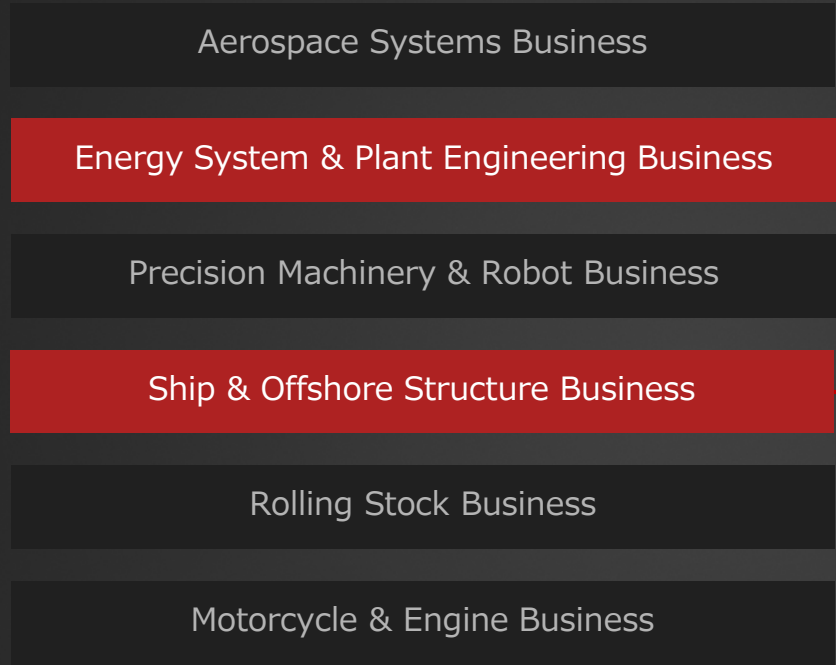 Aerospace Systems Business
Energy System & Plant Engineering Business
Precision Machinery & Robot Business
Ship & Offshore Structure Business
Rolling Stock Business
Motorcycle & Engine Business